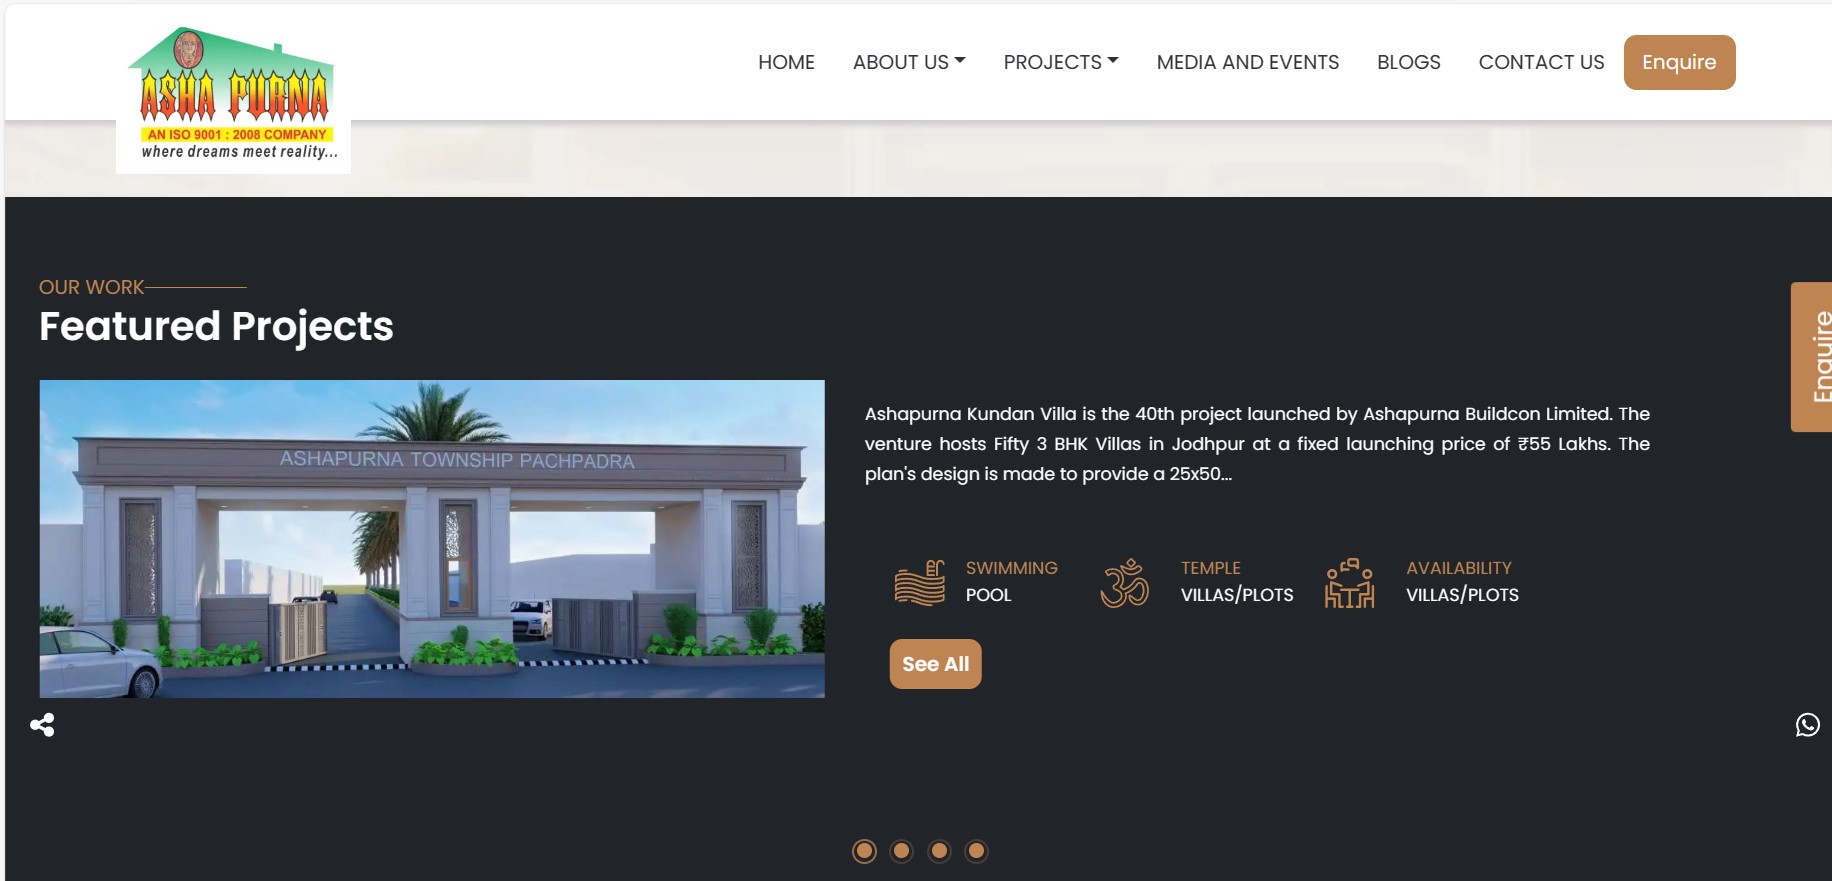 ASHA PURNA
AN ISO 9001 : 2008 COMPANY
where dreams meet reality...
HOME
ABOUT US
PROJECTS
MEDIA AND EVENTS
BLOGS
CONTACT US
Enquire
OUR WORK
Featured Projects
ASHAPURNA TOWNSHIP PACHPADRA
Ashapurna Kundan Villa is the 40th project launched by Ashapurna Buildcon Limited. The
venture hosts Fifty 3 BHK Villas in Jodhpur at a fixed launching price of ₹55 Lakhs. The
plan's design is made to provide a 25x50...
SWIMMING
POOL
TEMPLE
VILLAS/PLOTS
AVAILABILITY
VILLAS/PLOTS
See All
Enquire